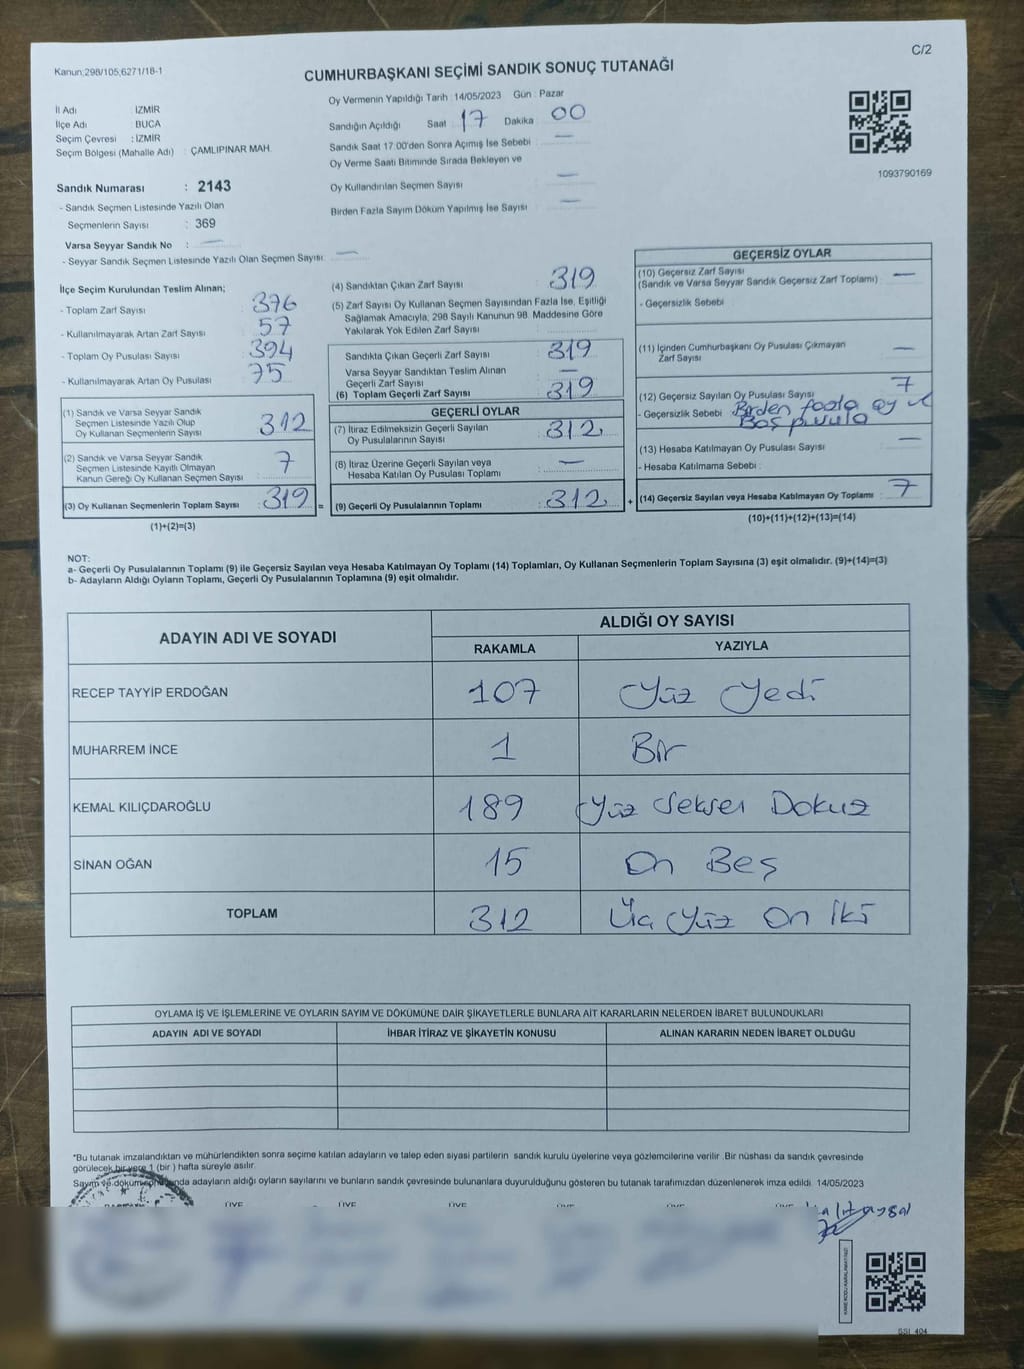 C/2
Kanun:298/105,6271/18-1
CUMHURBAŞKANI SEÇİMİ SANDIK SONUÇ TUTANAĞI
İl Adı : İZMİR
İlçe Adı : BUCA
Seçim Çevresi : İZMİR
Seçim Bölgesi (Mahalle Adı) : ÇAMLIPINAR MAH.
Sandık Numarası : 2143
- Sandık Seçmen Listesinde Yazılı Olan
Seçmenlerin Sayısı : 369
Varsa Seyyar Sandık No : —
- Seyyar Sandık Seçmen Listesinde Yazılı Olan Seçmen Sayısı: —
Oy Vermenin Yapıldığı Tarih : 14/05/2023 Gün : Pazar
Sandığın Açıldığı Saat 17 Dakika 00
Sandık Saat 17.00'den Sonra Açımış İse Sebebi : —
Oy Verme Saati Bitiminde Sırada Bekleyen ve
Oy Kullandırılan Seçmen Sayısı : —
Birden Fazla Sayım Döküm Yapılmış İse Sayısı : —
1093790169
İlçe Seçim Kurulundan Teslim Alınan;
- Toplam Zarf Sayısı : 376
- Kullanılmayarak Artan Zarf Sayısı : 57
- Toplam Oy Pusulası Sayısı : 394
- Kullanılmayarak Artan Oy Pusulası : 75
(1) Sandık ve Varsa Seyyar Sandık
Seçmen Listesinde Yazılı Olup
Oy Kullanan Seçmenlerin Sayısı : 312
(2) Sandık ve Varsa Seyyar Sandık
Seçmen Listesinde Kayıtlı Olmayan
Kanun Gereği Oy Kullanan Seçmen Sayısı : 7
(3) Oy Kullanan Seçmenlerin Toplam Sayısı : 319
(1)+(2)=(3)
(4) Sandıktan Çıkan Zarf Sayısı : 319
(5) Zarf Sayısı Oy Kullanan Seçmen Sayısından Fazla İse, Eşitliği
Sağlamak Amacıyla, 298 Sayılı Kanunun 98. Maddesine Göre
Yakılarak Yok Edilen Zarf Sayısı :
Sandıkta Çıkan Geçerli Zarf Sayısı : 319
Varsa Seyyar Sandıktan Teslim Alınan
Geçerli Zarf Sayısı : —
(6) Toplam Geçerli Zarf Sayısı : 319
GEÇERLİ OYLAR
(7) İtiraz Edilmeksizin Geçerli Sayılan
Oy Pusulalarının Sayısı : 312
(8) İtiraz Üzerine Geçerli Sayılan veya
Hesaba Katılan Oy Pusulası Toplamı : —
= (9) Geçerli Oy Pusulalarının Toplamı : 312
GEÇERSİZ OYLAR
(10) Geçersiz Zarf Sayısı
(Sandık ve Varsa Seyyar Sandık Geçersiz Zarf Toplamı) : —
- Geçersizlik Sebebi
(11) İçinden Cumhurbaşkanı Oy Pusulası Çıkmayan
Zarf Sayısı : —
(12) Geçersiz Sayılan Oy Pusulası Sayısı : 7
- Geçersizlik Sebebi : Birden fazla oy ve
Boş pusula
(13) Hesaba Katılmayan Oy Pusulası Sayısı : —
- Hesaba Katılmama Sebebi :
+ (14) Geçersiz Sayılan veya Hesaba Katılmayan Oy Toplamı : 7
(10)+(11)+(12)+(13)=(14)
NOT:
a- Geçerli Oy Pusulalarının Toplamı (9) ile Geçersiz Sayılan veya Hesaba Katılmayan Oy Toplamı (14) Toplamları, Oy Kullanan Seçmenlerin Toplam Sayısına (3) eşit olmalıdır. (9)+(14)=(3)
b- Adayların Aldığı Oyların Toplamı, Geçerli Oy Pusulalarının Toplamına (9) eşit olmalıdır.
ADAYIN ADI VE SOYADI
ALDIĞI OY SAYISI
RAKAMLA YAZIYLA
RECEP TAYYİP ERDOĞAN 107 Yüz Yedi
MUHARREM İNCE 1 Bir
KEMAL KILIÇDAROĞLU 189 Yüz Seksen Dokuz
SİNAN OĞAN 15 On Beş
TOPLAM 312 Üç Yüz On İki
OYLAMA İŞ VE İŞLEMLERİNE VE OYLARIN SAYIM VE DÖKÜMÜNE DAİR ŞİKAYETLERLE BUNLARA AİT KARARLARIN NELERDEN İBARET BULUNDUKLARI
ADAYIN ADI VE SOYADI İHBAR İTİRAZ VE ŞİKAYETİN KONUSU ALINAN KARARIN NEDEN İBARET OLDUĞU
*Bu tutanak imzalandıktan ve mühürlendikten sonra seçime katılan adayların ve talep eden siyasi partilerin sandık kurulu üyelerine veya gözlemcilerine verilir. Bir nüshası da sandık çevresinde
görülecek bir yere 1 (bir) hafta süreyle asılır.
Sayım ve döküm sonunda adayların aldığı oyların sayılarını ve bunların sandık çevresinde bulunanlara duyurulduğunu gösteren bu tutanak tarafımızdan düzenlenerek imza edildi. 14/05/2023
ÜYE ÜYE ÜYE ÜYE ÜYE ÜYE
SSİ 404